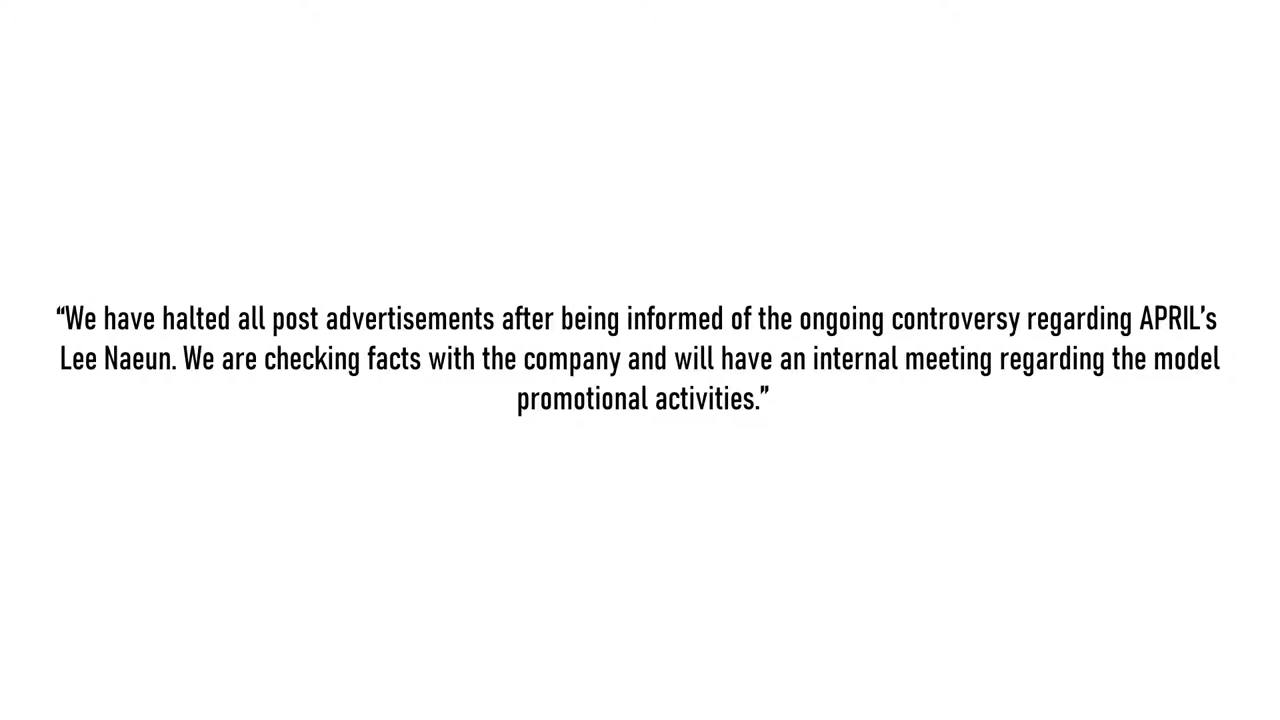 “We have halted all post advertisements after being informed of the ongoing controversy regarding APRIL’s
Lee Naeun. We are checking facts with the company and will have an internal meeting regarding the model
promotional activities.”